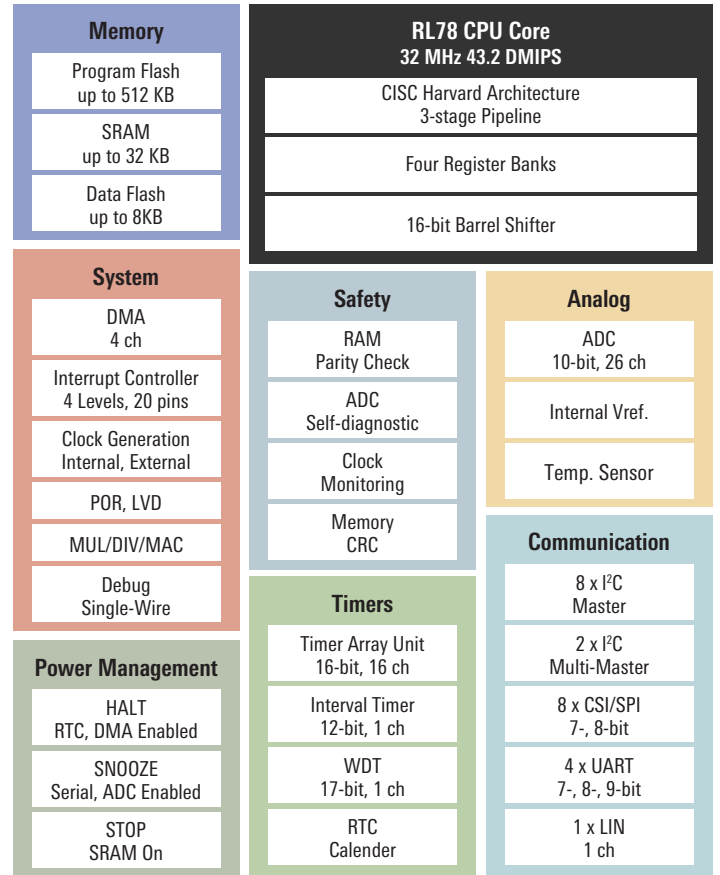 Memory
Program Flash
up to 512 KB
SRAM
up to 32 KB
Data Flash
up to 8KB
RL78 CPU Core
32 MHz 43.2 DMIPS
CISC Harvard Architecture
3-stage Pipeline
Four Register Banks
16-bit Barrel Shifter
System
DMA
4 ch
Interrupt Controller
4 Levels, 20 pins
Clock Generation
Internal, External
POR, LVD
MUL/DIV/MAC
Debug
Single-Wire
Safety
RAM
Parity Check
ADC
Self-diagnostic
Clock
Monitoring
Memory
CRC
Analog
ADC
10-bit, 26 ch
Internal Vref.
Temp. Sensor
Power Management
HALT
RTC, DMA Enabled
SNOOZE
Serial, ADC Enabled
STOP
SRAM On
Timers
Timer Array Unit
16-bit, 16 ch
Interval Timer
12-bit, 1 ch
WDT
17-bit, 1 ch
RTC
Calender
Communication
8 x I²C
Master
2 x I²C
Multi-Master
8 x CSI/SPI
7-, 8-bit
4 x UART
7-, 8-, 9-bit
1 x LIN
1 ch